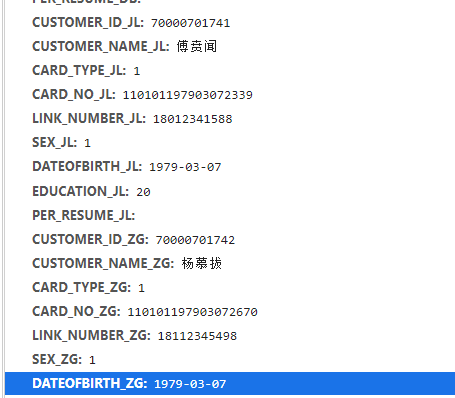 PER_RESUME_DB:
CUSTOMER_ID_JL: 70000701741
CUSTOMER_NAME_JL: 傅贲闻
CARD_TYPE_JL: 1
CARD_NO_JL: 110101197903072339
LINK_NUMBER_JL: 18012341588
SEX_JL: 1
DATEOFBIRTH_JL: 1979-03-07
EDUCATION_JL: 20
PER_RESUME_JL:
CUSTOMER_ID_ZG: 70000701742
CUSTOMER_NAME_ZG: 杨慕拔
CARD_TYPE_ZG: 1
CARD_NO_ZG: 110101197903072670
LINK_NUMBER_ZG: 18112345498
SEX_ZG: 1
DATEOFBIRTH_ZG: 1979-03-07